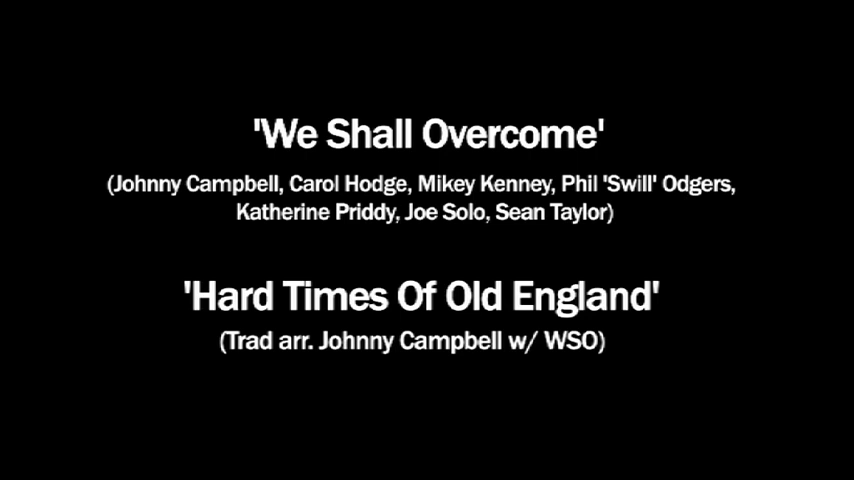 'We Shall Overcome'
(Johnny Campbell, Carol Hodge, Mikey Kenney, Phil 'Swill' Odgers,
Katherine Priddy, Joe Solo, Sean Taylor)
'Hard Times Of Old England'
(Trad arr. Johnny Campbell w/ WSO)